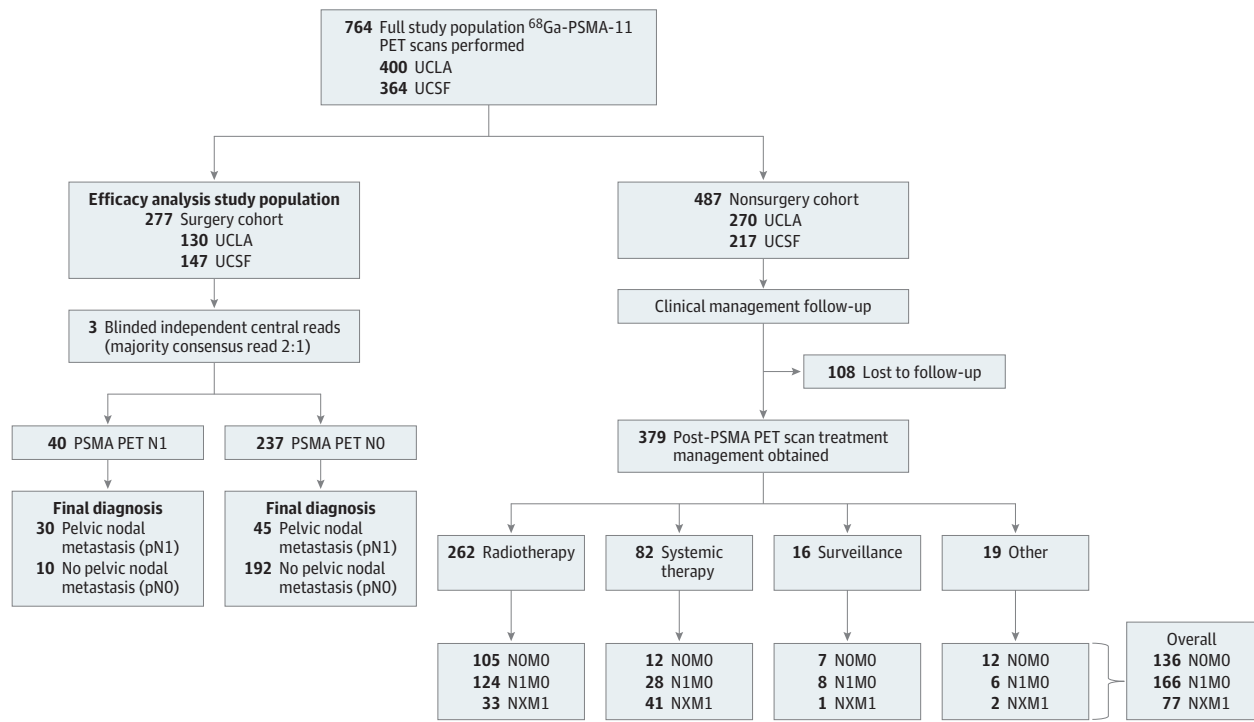 764 Full study population ⁶⁸Ga-PSMA-11
PET scans performed
400 UCLA
364 UCSF
Efficacy analysis study population
277 Surgery cohort
130 UCLA
147 UCSF
487 Nonsurgery cohort
270 UCLA
217 UCSF
3 Blinded independent central reads
(majority consensus read 2:1)
Clinical management follow-up
108 Lost to follow-up
40 PSMA PET N1
237 PSMA PET N0
379 Post-PSMA PET scan treatment
management obtained
Final diagnosis
30 Pelvic nodal
metastasis (pN1)
10 No pelvic nodal
metastasis (pN0)
Final diagnosis
45 Pelvic nodal
metastasis (pN1)
192 No pelvic nodal
metastasis (pN0)
262 Radiotherapy
82 Systemic
therapy
16 Surveillance
19 Other
105 N0M0
124 N1M0
33 NXM1
12 N0M0
28 N1M0
41 NXM1
7 N0M0
8 N1M0
1 NXM1
12 N0M0
6 N1M0
2 NXM1
Overall
136 N0M0
166 N1M0
77 NXM1